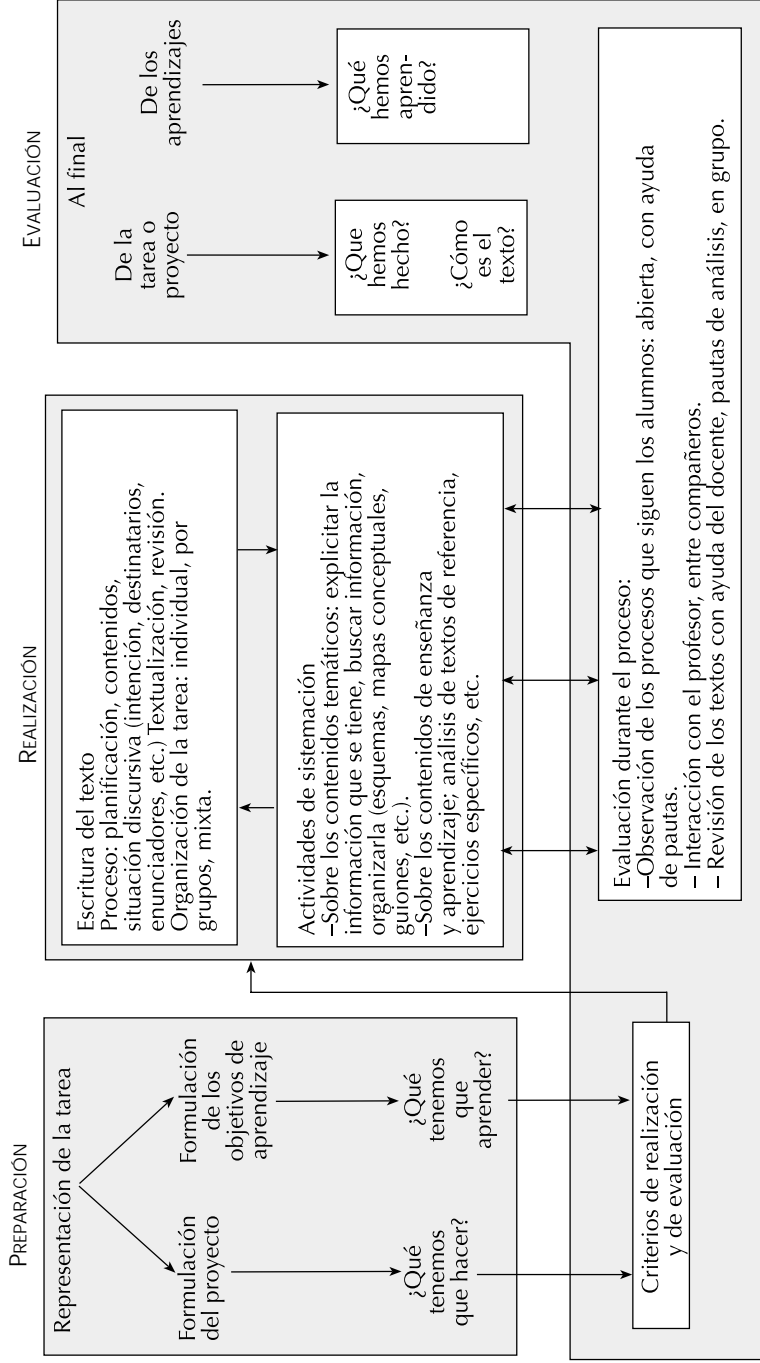 PREPARACIÓN
Representación de la tarea
Formulación
del proyecto
Formulación
de los
objetivos de
aprendizaje
¿Qué
tenemos
que hacer?
¿Qué
tenemos
que
aprender?
Criterios de realización
y de evaluación
REALIZACIÓN
Escritura del texto
Proceso: planificación, contenidos,
situación discursiva (intención, destinatarios,
enunciadores, etc.) Textualización, revisión.
Organización de la tarea: individual, por
grupos, mixta.
Actividades de sistemación
–Sobre los contenidos temáticos: explicitar la
información que se tiene, buscar información,
organizarla (esquemas, mapas conceptuales,
guiones, etc.).
–Sobre los contenidos de enseñanza
y aprendizaje; análisis de textos de referencia,
ejercicios específicos, etc.
Evaluación durante el proceso:
–Observación de los procesos que siguen los alumnos: abierta, con ayuda
de pautas.
– Interacción con el profesor, entre compañeros.
– Revisión de los textos con ayuda del docente, pautas de análisis, en grupo.
EVALUACIÓN
Al final
De la
tarea o
proyecto
De los
aprendizajes
¿Que
hemos
hecho?
¿Cómo
es el
texto?
¿Qué
hemos
apren-
dido?